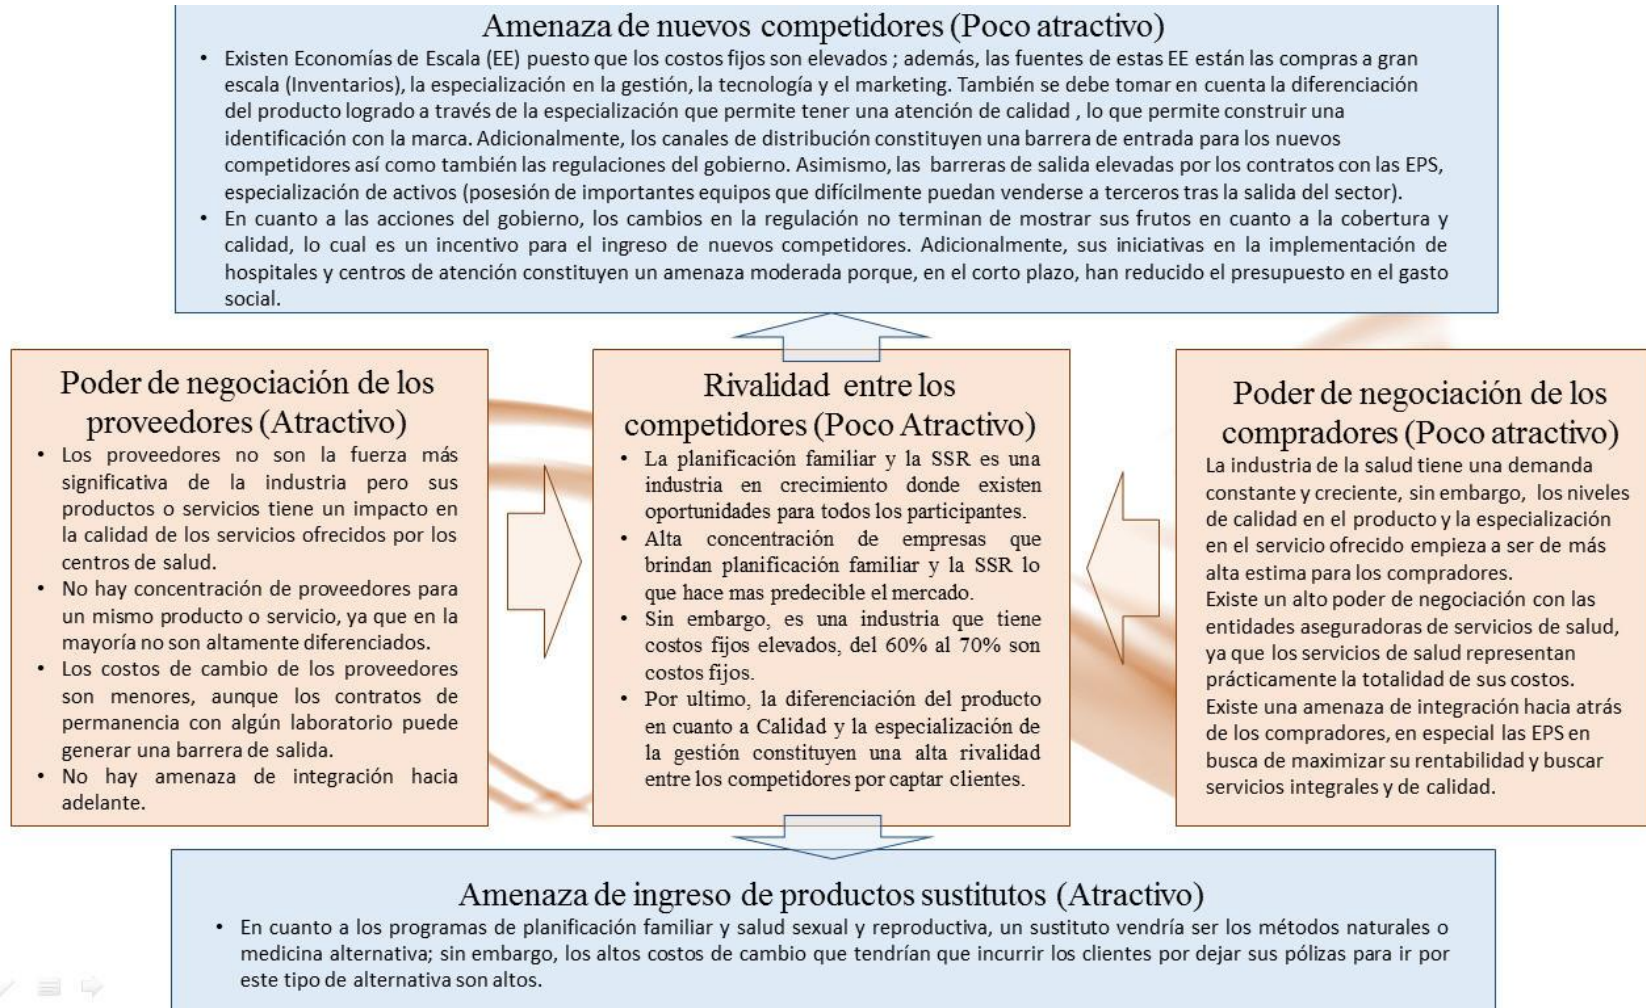 Amenaza de nuevos competidores (Poco atractivo)
• Existen Economías de Escala (EE) puesto que los costos fijos son elevados ; además, las fuentes de estas EE están las compras a gran
escala (Inventarios), la especialización en la gestión, la tecnología y el marketing. También se debe tomar en cuenta la diferenciación
del producto logrado a través de la especialización que permite tener una atención de calidad , lo que permite construir una
identificación con la marca. Adicionalmente, los canales de distribución constituyen una barrera de entrada para los nuevos
competidores así como también las regulaciones del gobierno. Asimismo, las barreras de salida elevadas por los contratos con las EPS,
especialización de activos (posesión de importantes equipos que difícilmente puedan venderse a terceros tras la salida del sector).
• En cuanto a las acciones del gobierno, los cambios en la regulación no terminan de mostrar sus frutos en cuanto a la cobertura y
calidad, lo cual es un incentivo para el ingreso de nuevos competidores. Adicionalmente, sus iniciativas en la implementación de
hospitales y centros de atención constituyen un amenaza moderada porque, en el corto plazo, han reducido el presupuesto en el gasto
social.
Poder de negociación de los
proveedores (Atractivo)
• Los proveedores no son la fuerza más
significativa de la industria pero sus
productos o servicios tiene un impacto en
la calidad de los servicios ofrecidos por los
centros de salud.
• No hay concentración de proveedores para
un mismo producto o servicio, ya que en la
mayoría no son altamente diferenciados.
• Los costos de cambio de los proveedores
son menores, aunque los contratos de
permanencia con algún laboratorio puede
generar una barrera de salida.
• No hay amenaza de integración hacia
adelante.
Rivalidad entre los
competidores (Poco Atractivo)
• La planificación familiar y la SSR es una
industria en crecimiento donde existen
oportunidades para todos los participantes.
• Alta concentración de empresas que
brindan planificación familiar y la SSR lo
que hace mas predecible el mercado.
• Sin embargo, es una industria que tiene
costos fijos elevados, del 60% al 70% son
costos fijos.
• Por ultimo, la diferenciación del producto
en cuanto a Calidad y la especialización de
la gestión constituyen una alta rivalidad
entre los competidores por captar clientes.
Poder de negociación de los
compradores (Poco atractivo)
La industria de la salud tiene una demanda
constante y creciente, sin embargo, los niveles
de calidad en el producto y la especialización
en el servicio ofrecido empieza a ser de más
alta estima para los compradores.
Existe un alto poder de negociación con las
entidades aseguradoras de servicios de salud,
ya que los servicios de salud representan
prácticamente la totalidad de sus costos.
Existe una amenaza de integración hacia atrás
de los compradores, en especial las EPS en
busca de maximizar su rentabilidad y buscar
servicios integrales y de calidad.
Amenaza de ingreso de productos sustitutos (Atractivo)
• En cuanto a los programas de planificación familiar y salud sexual y reproductiva, un sustituto vendría ser los métodos naturales o
medicina alternativa; sin embargo, los altos costos de cambio que tendrían que incurrir los clientes por dejar sus pólizas para ir por
este tipo de alternativa son altos.